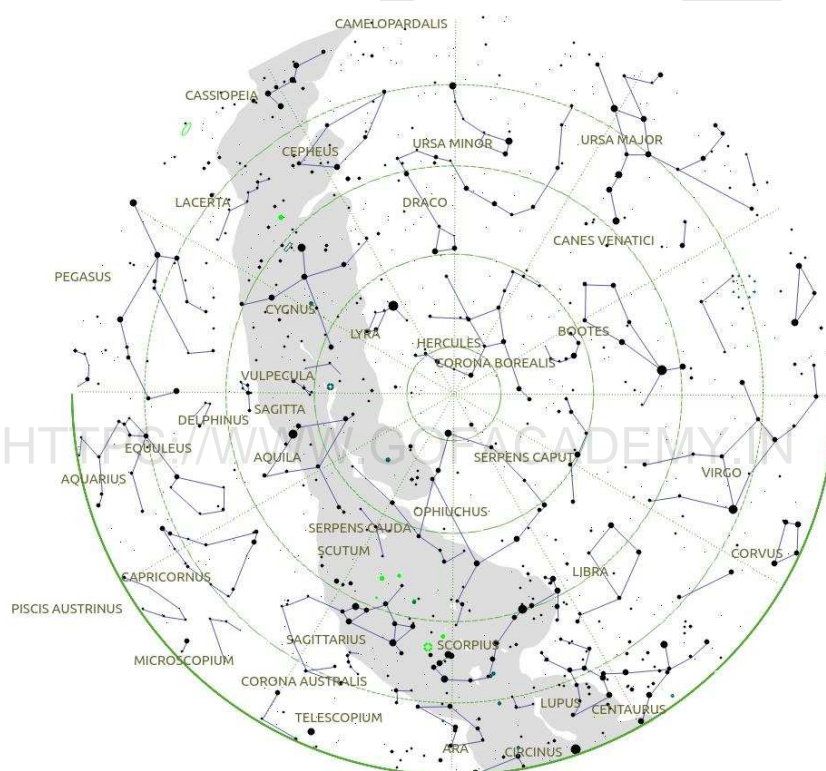 CAMELOPARDALIS
CASSIOPEIA
CEPHEUS
URSA MINOR
URSA MAJOR
LACERTA
DRACO
CANES VENATICI
PEGASUS
CYGNUS
LYRA
HERCULES
BOOTES
CORONA BOREALIS
VULPECULA
SAGITTA
DELPHINUS
HTTPS://WWW.GOPACADEMY.IN
EQUULEUS
AQUILA
SERPENS CAPUT
VIRGO
AQUARIUS
OPHIUCHUS
SERPENS CAUDA
SCUTUM
CORVUS
CAPRICORNUS
LIBRA
PISCIS AUSTRINUS
SAGITTARIUS
SCORPIUS
MICROSCOPIUM
CORONA AUSTRALIS
LUPUS
CENTAURUS
TELESCOPIUM
ARA
CIRCINUS